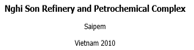 Nghi Son Refinery and Petrochemical Complex
Saipem
Vietnam 2010